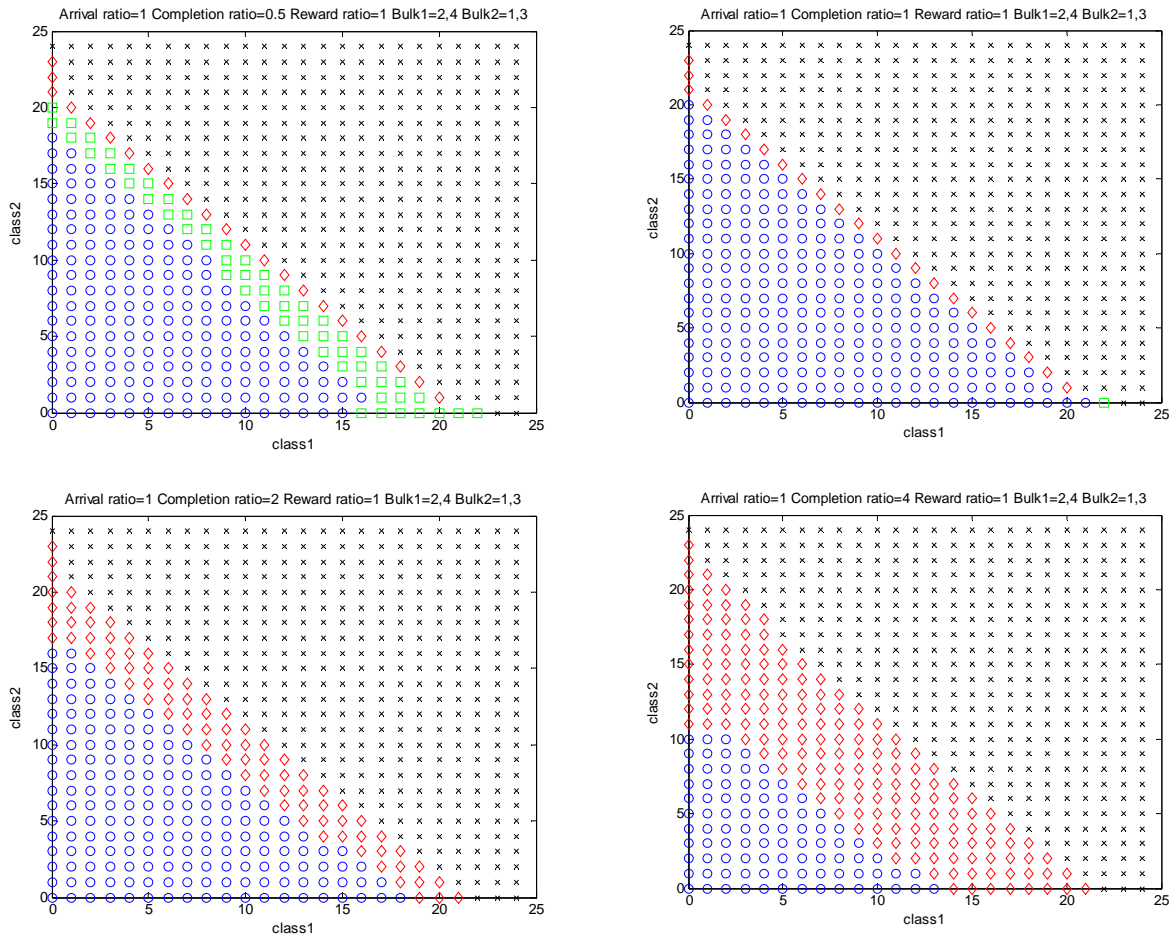 Arrival ratio=1 Completion ratio=0.5 Reward ratio=1 Bulk1=2,4 Bulk2=1,3
25
20
15
10
5
0
class2
0 5 10 15 20 25
class1
Arrival ratio=1 Completion ratio=1 Reward ratio=1 Bulk1=2,4 Bulk2=1,3
25
20
15
10
5
0
class2
0 5 10 15 20 25
class1
Arrival ratio=1 Completion ratio=2 Reward ratio=1 Bulk1=2,4 Bulk2=1,3
25
20
15
10
5
0
class2
0 5 10 15 20 25
class1
Arrival ratio=1 Completion ratio=4 Reward ratio=1 Bulk1=2,4 Bulk2=1,3
25
20
15
10
5
0
class2
0 5 10 15 20 25
class1